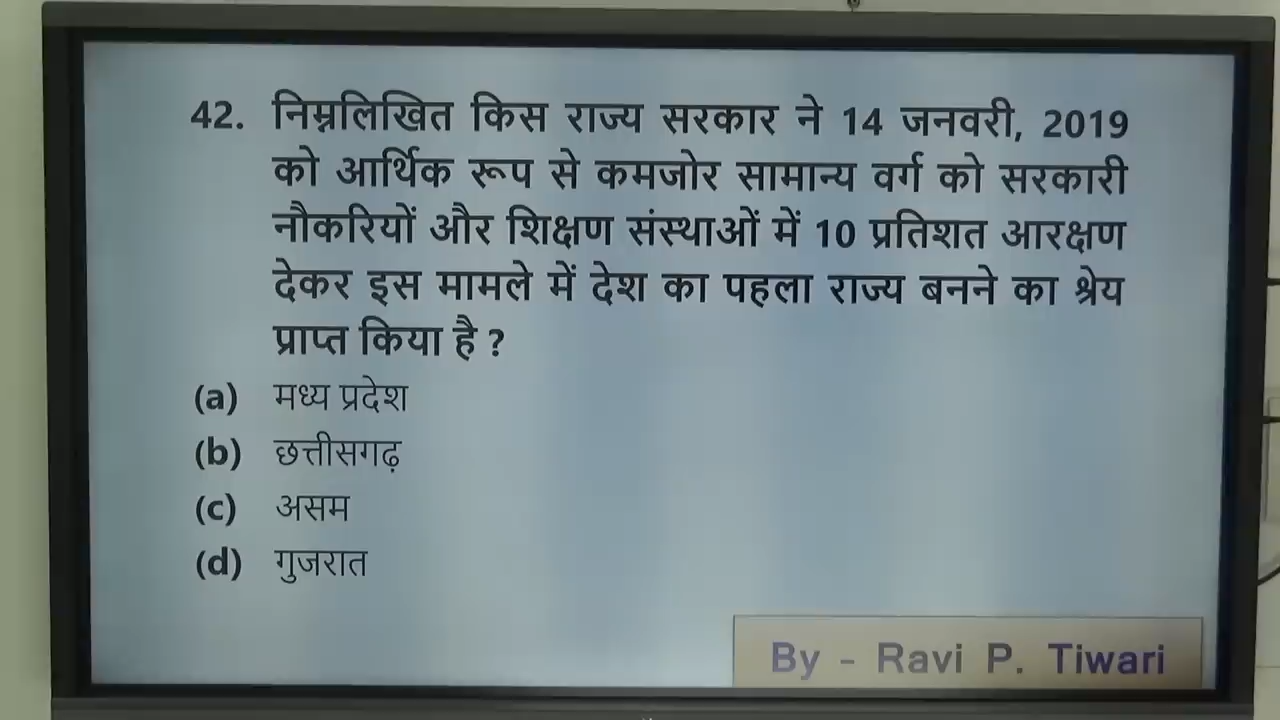 42. निम्नलिखित किस राज्य सरकार ने 14 जनवरी, 2019
को आर्थिक रूप से कमजोर सामान्य वर्ग को सरकारी
नौकरियों और शिक्षण संस्थाओं में 10 प्रतिशत आरक्षण
देकर इस मामले में देश का पहला राज्य बनने का श्रेय
प्राप्त किया है ?
(a) मध्य प्रदेश
(b) छत्तीसगढ़
(c) असम
(d) गुजरात
By - Ravi P. Tiwari